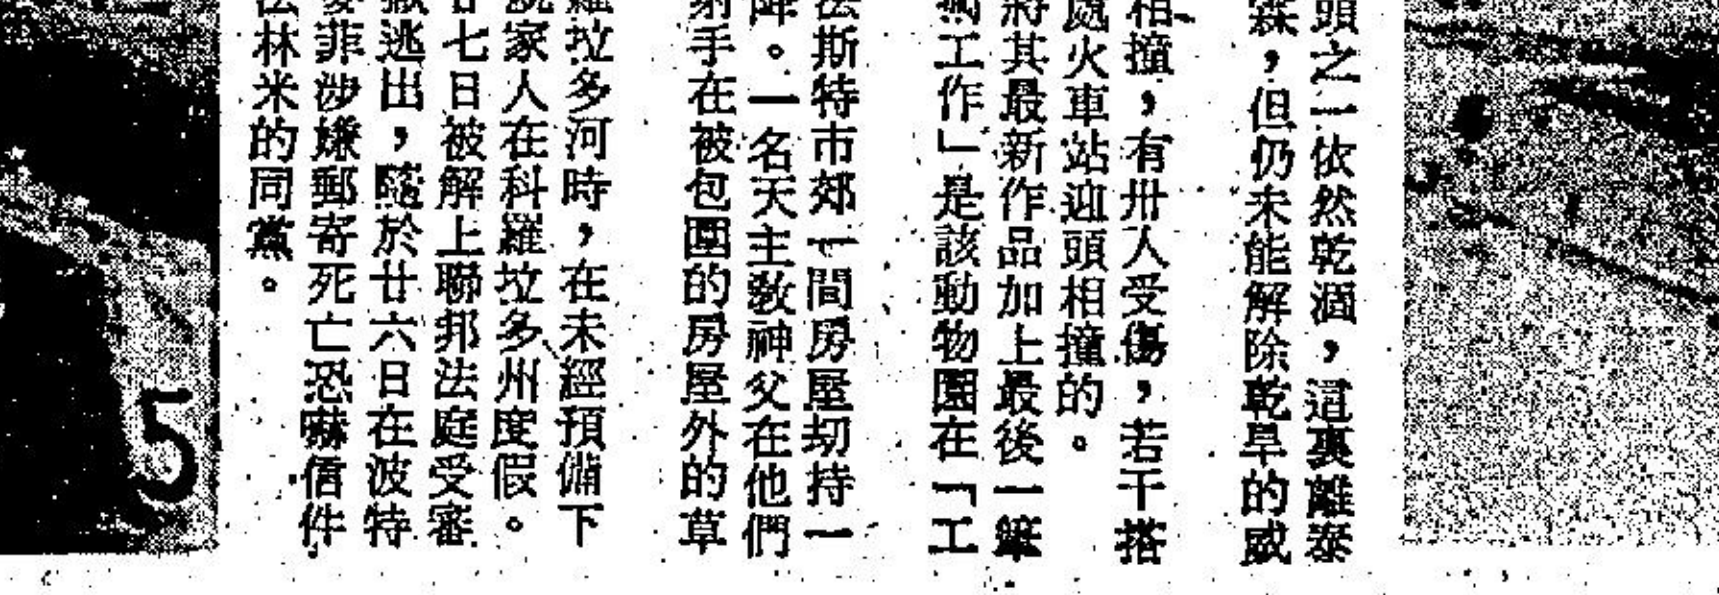 頭之一依然乾涸，這裏離泰
霖，但仍未能解除乾旱的威
相撞，有卅人受傷，若干搭
處火車站迎頭相撞的。
將其最新作品加上最後一筆
工作」是該動物園在「工
法斯特市郊一間房屋刧持一
陣。一名天主教神父在他們
射手在被包圍的房屋外的草
羅拉多河時，在未經預備下
說家人在科羅拉多州度假。
廿七日被解上聯邦法庭受審
獄逃出，隨於廿六日在波特
菲涉嫌郵寄死亡恐嚇信件
法林米的同黨。
5